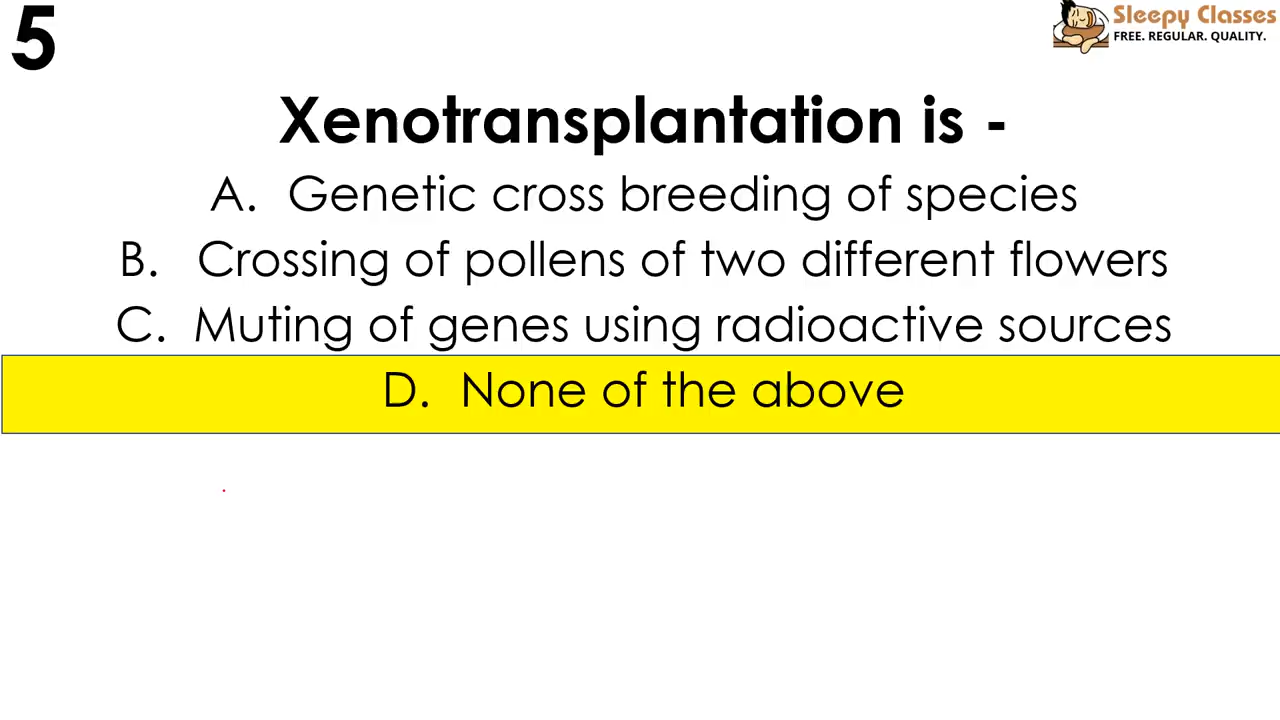 5
Sleepy Classes
FREE. REGULAR. QUALITY.
Xenotransplantation is -
A. Genetic cross breeding of species
B. Crossing of pollens of two different flowers
C. Muting of genes using radioactive sources
D. None of the above